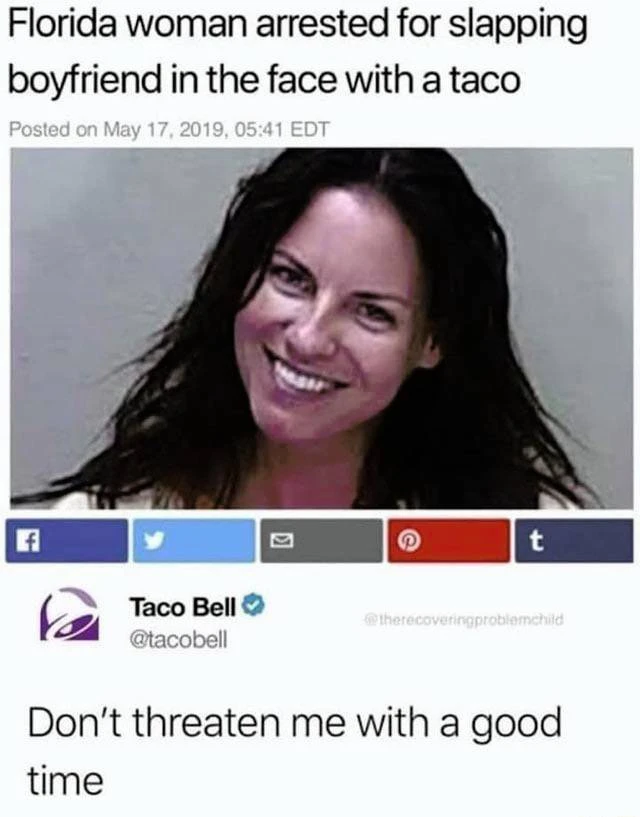 Florida woman arrested for slapping
boyfriend in the face with a taco
Posted on May 17, 2019, 05:41 EDT
f
t
Taco Bell
@tacobell
@therecoveringproblemchild
Don't threaten me with a good
time